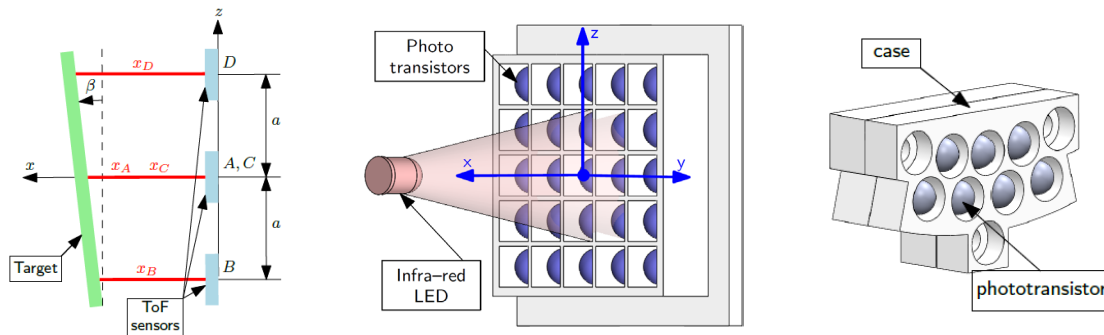 z
x_D
D
β
a
x
x_A
x_C
A, C
a
Target
x_B
B
ToF
sensors
Photo
transistors
z
x
y
Infra-red
LED
case
phototransistor